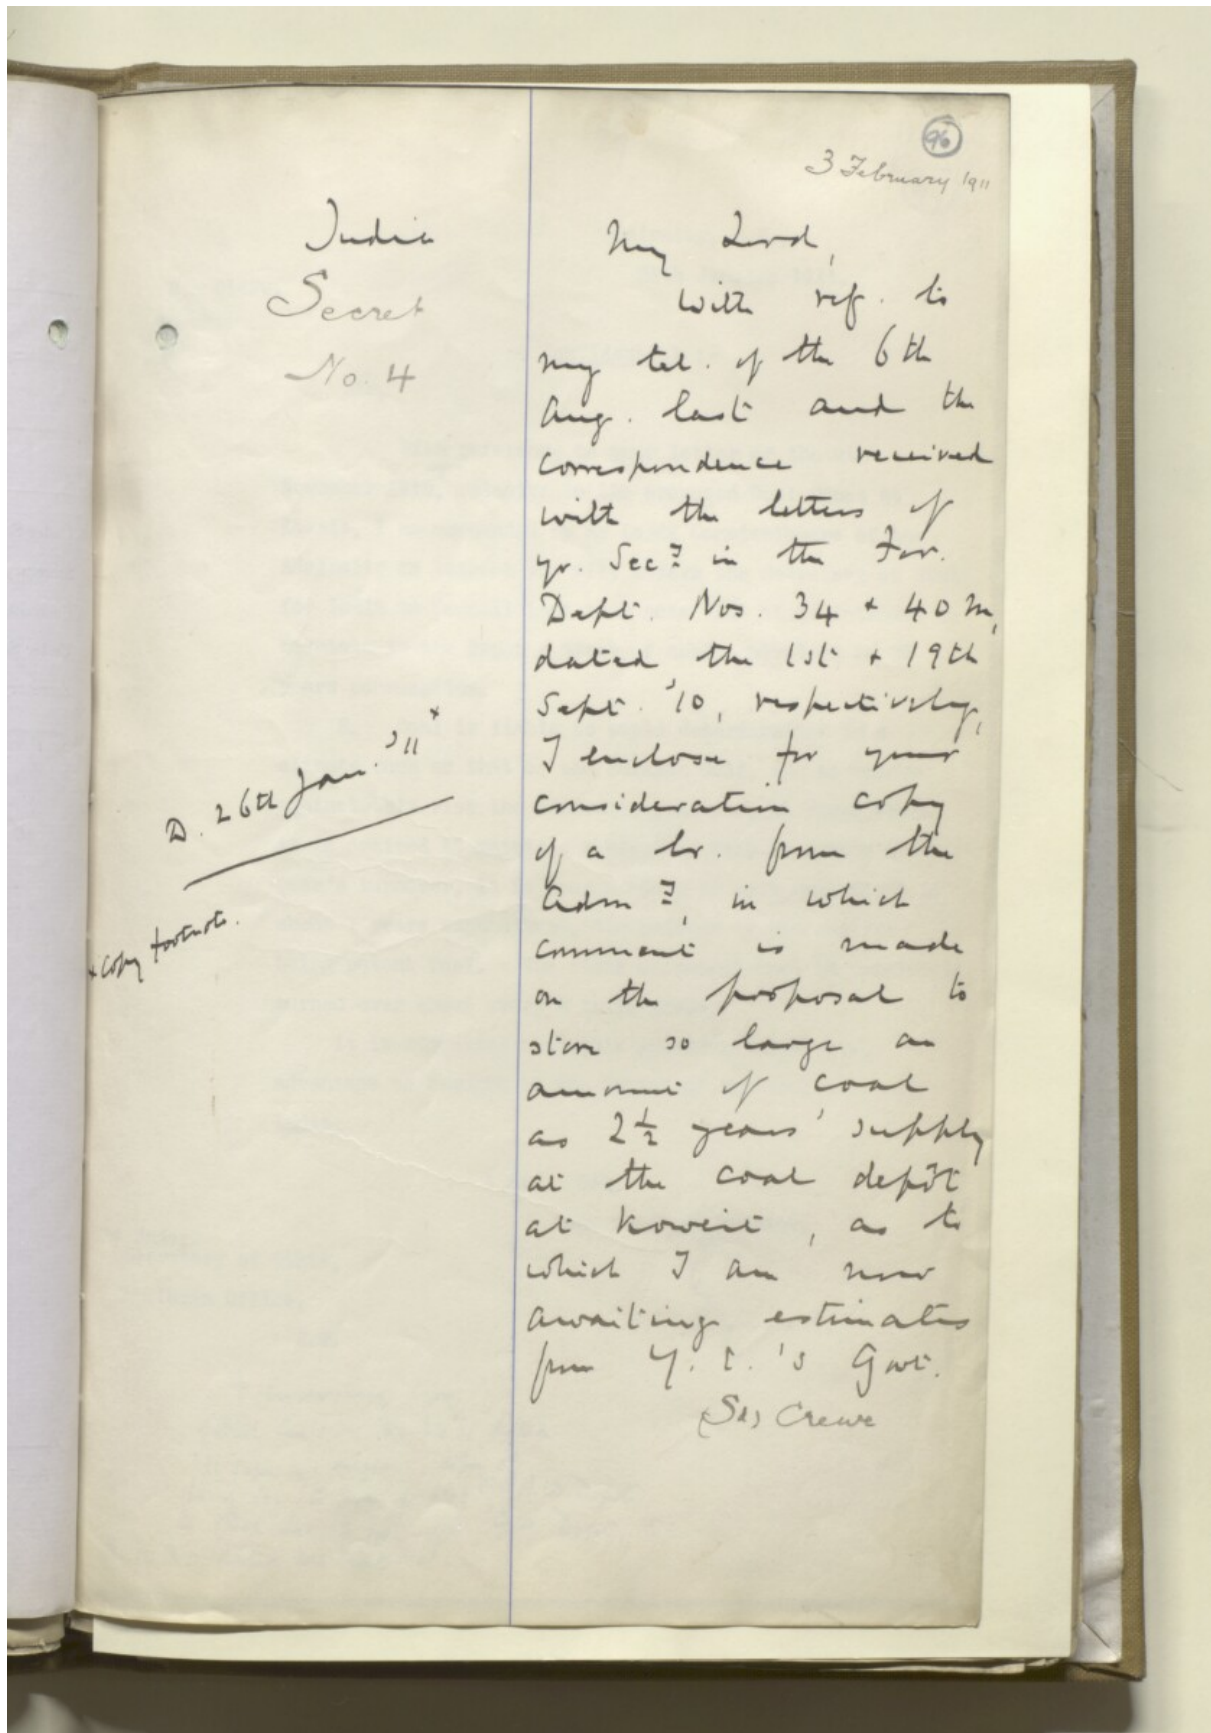 96
3 February 1911
India
Secret
No. 4
My Lord,
with ref. to
my tel. of the 6th
Aug. last and the
correspondence received
with the letters of
yr. Secy in the For.
Dept. Nos. 34 + 40 M,
dated the 1st + 19th
Sept. '10, respectively,
I enclose for your
consideration copy
of a lr. from the
Admy, in which
comment is made
on the proposal to
store so large an
amount of coal
as 2½ years' supply
at the coal depôt
at Koweit, as to
which I am now
awaiting estimates
from Y. E.'s Govt.
(Sd) Crewe
D. 26th Jan. '11 x
x copy footnote.